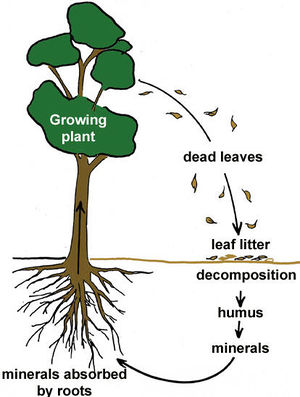 Growing
plant
dead leaves
leaf litter
decomposition
humus
minerals
minerals absorbed
by roots